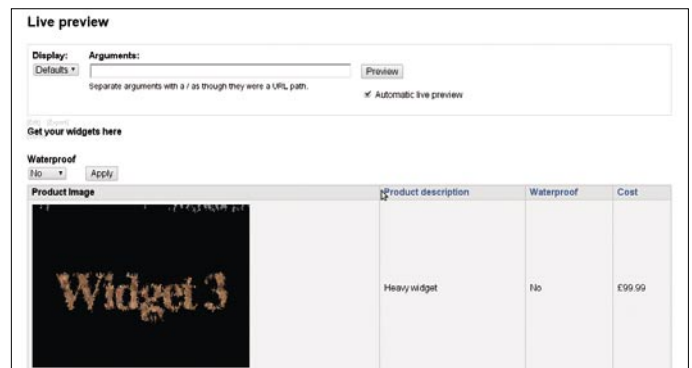 Live preview
Display: Arguments:
Defaults Preview
Separate arguments with a / as though they were a URL path.
Automatic live preview
[Edit] [Export]
Get your widgets here
Waterproof
No Apply
Product Image Product description Waterproof Cost
Widget 3 Heavy widget No £99.99